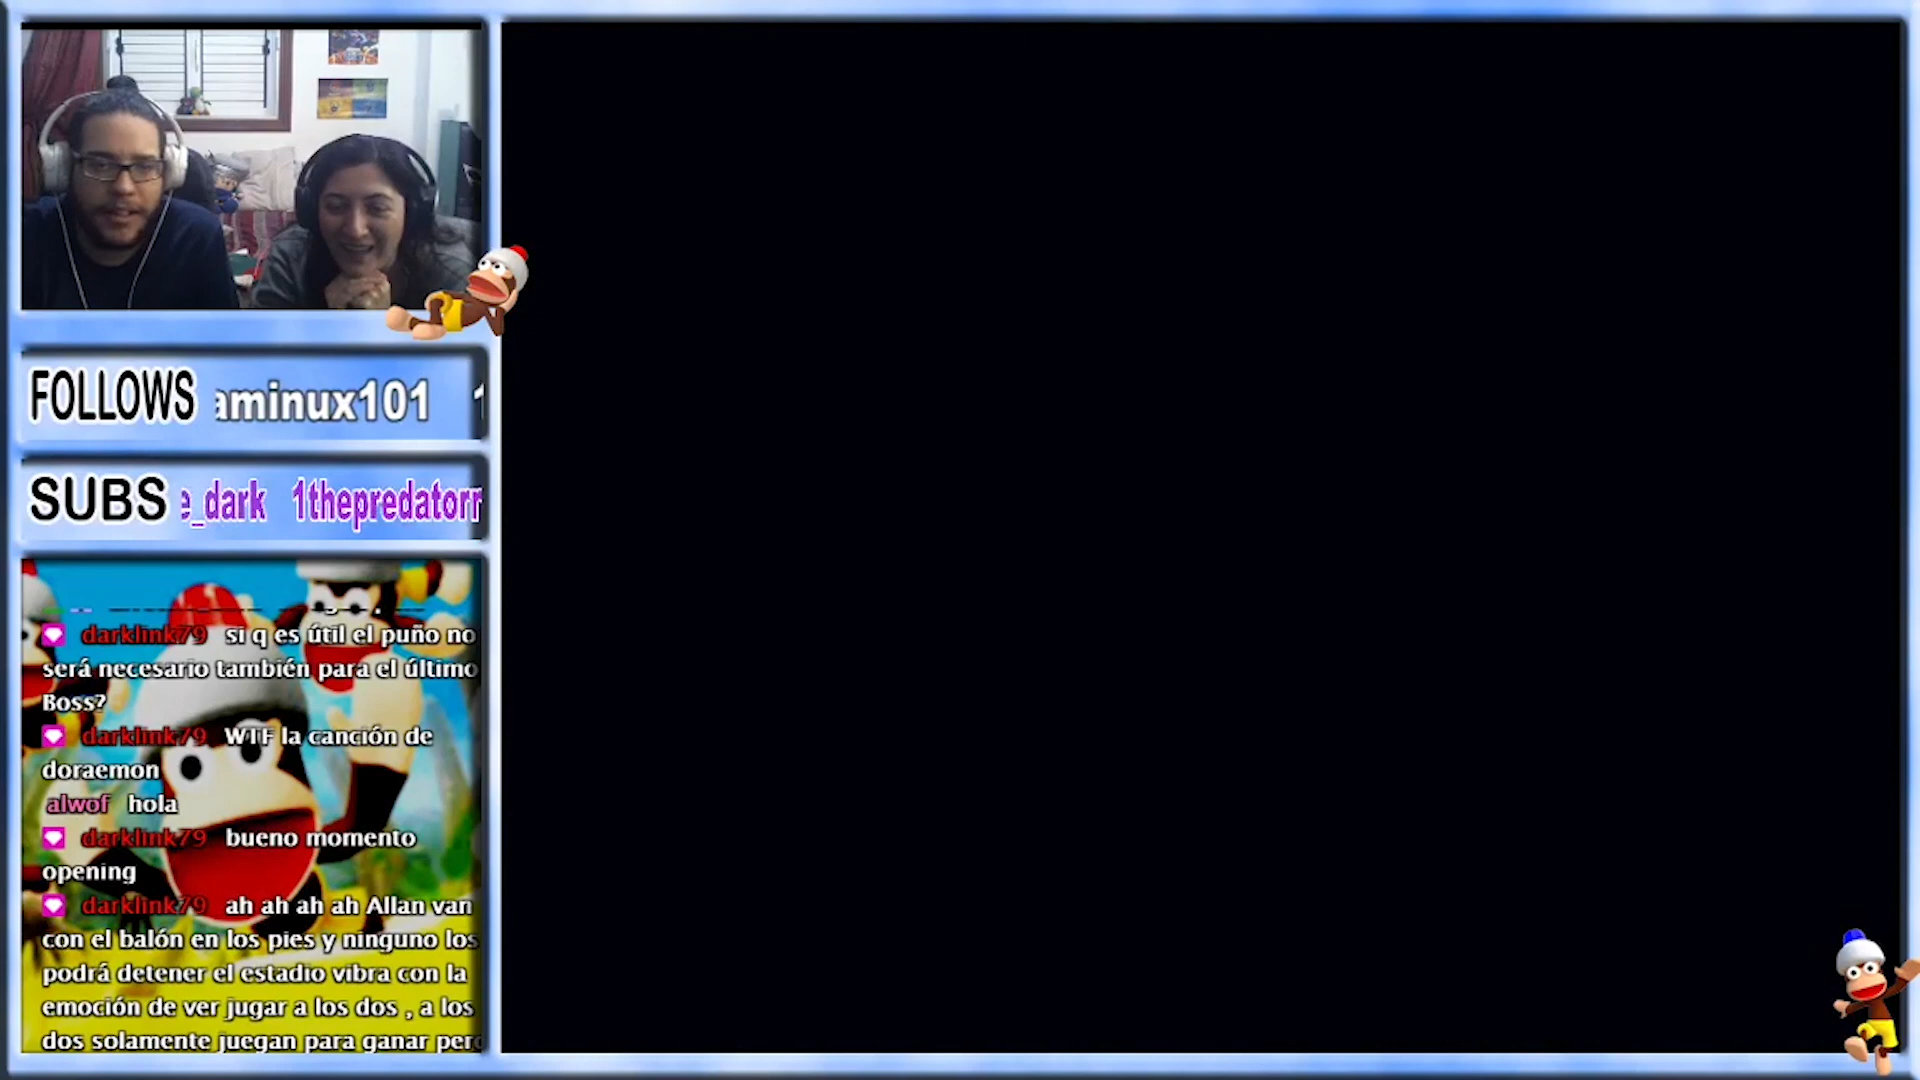 FOLLOWS aminux101
SUBS e_dark 1thepredatorr
darklink79 si q es útil el puño no
será necesario también para el último
Boss?
darklink79 WTF la canción de
doraemon
alwof hola
darklink79 bueno momento
opening
darklink79 ah ah ah ah Allan van
con el balón en los pies y ninguno los
podrá detener el estadio vibra con la
emoción de ver jugar a los dos , a los
dos solamente juegan para ganar pero